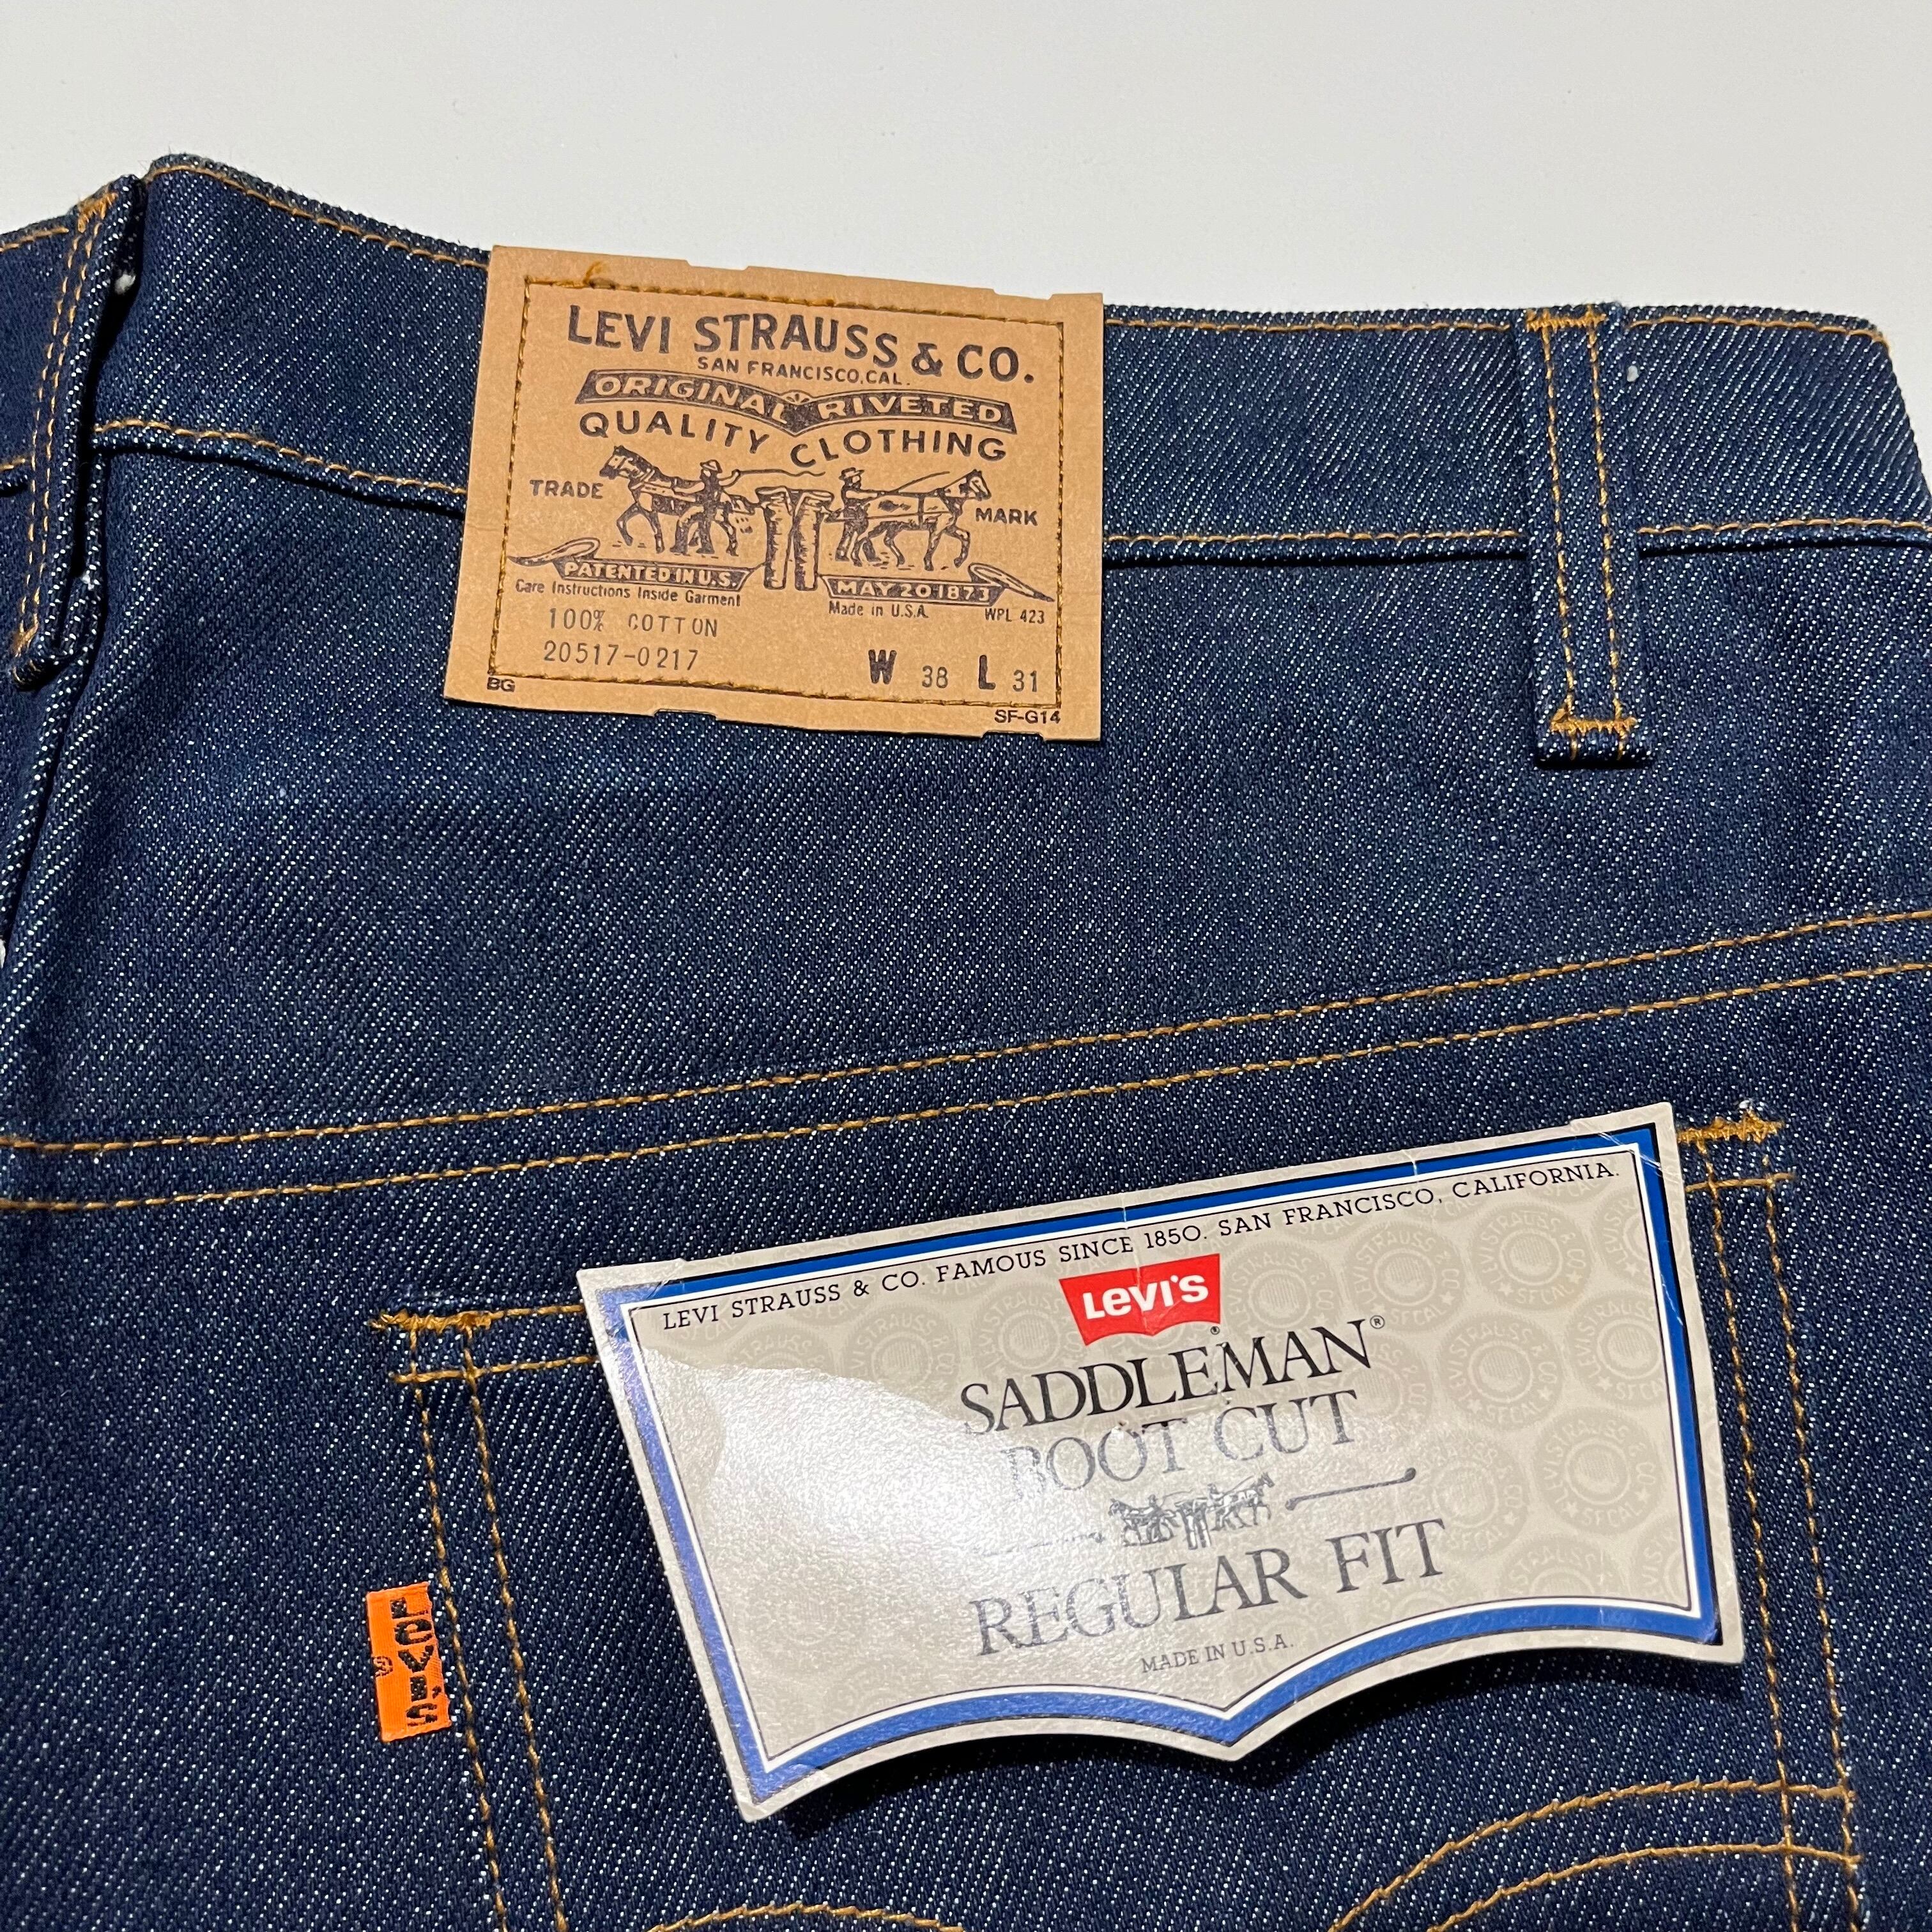 LEVI STRAUSS & CO.
SAN FRANCISCO, CAL.
ORIGINAL RIVETED
QUALITY CLOTHING
TRADE MARK
PATENTED IN U.S. MAY 20 1873
Care Instructions Inside Garment Made in U.S.A. WPL 423
100% COTTON
20517-0217 W 38 L 31
BG SF-G14
LEVI STRAUSS & CO. FAMOUS SINCE 1850. SAN FRANCISCO, CALIFORNIA.
LEVI'S®
SADDLEMAN®
BOOT CUT
REGULAR FIT
MADE IN U.S.A.
LEVI'S®